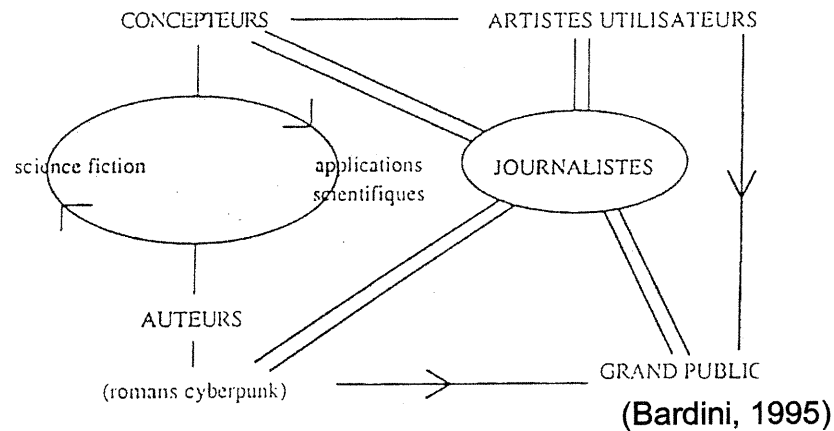 CONCEPTEURS
ARTISTES UTILISATEURS
science fiction
applications
scientifiques
JOURNALISTES
AUTEURS
(romans cyberpunk)
GRAND PUBLIC
(Bardini, 1995)